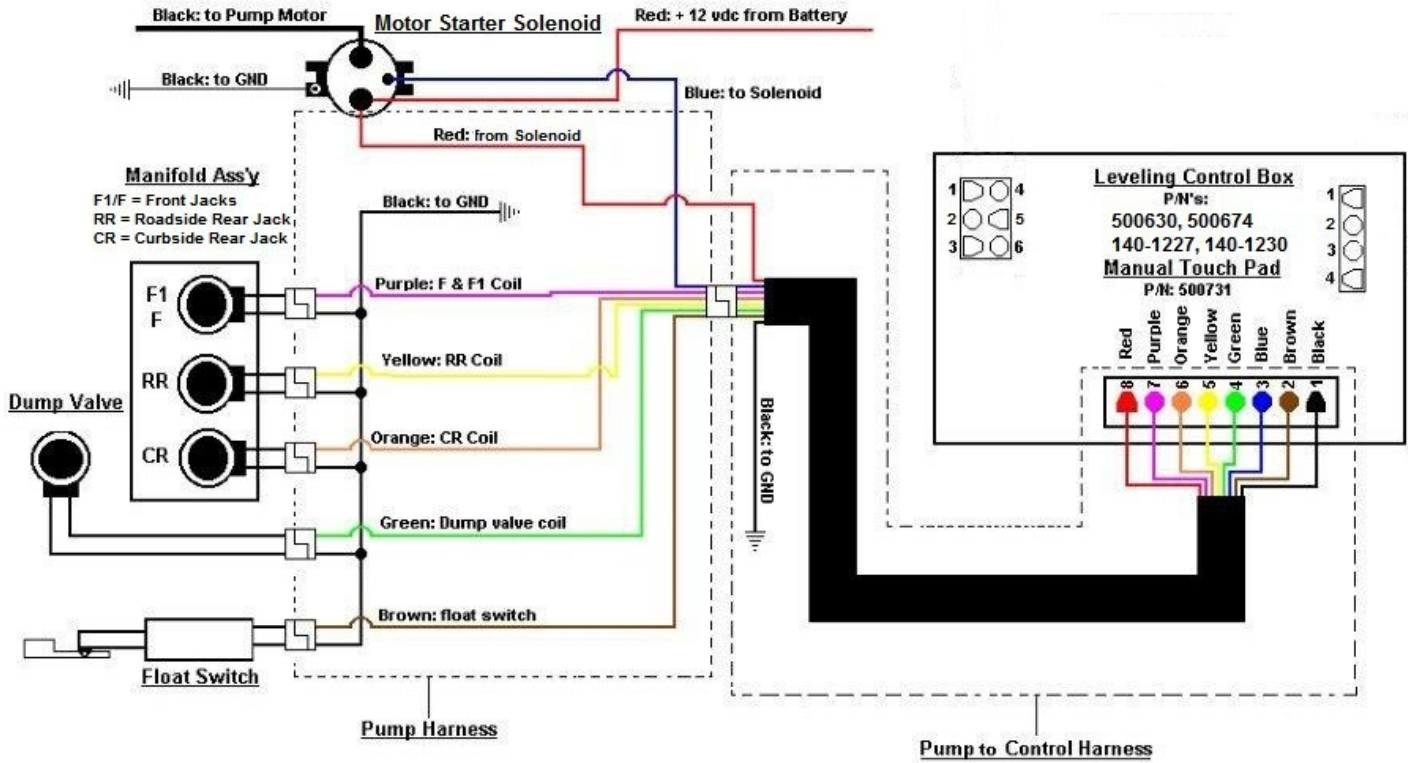 Black: to Pump Motor
Motor Starter Solenoid
Red: + 12 vdc from Battery
Black: to GND
Blue: to Solenoid
Red: from Solenoid
Manifold Ass'y
F1/F = Front Jacks
RR = Roadside Rear Jack
CR = Curbside Rear Jack
Black: to GND
F1
F
RR
CR
Dump Valve
Purple: F & F1 Coil
Yellow: RR Coil
Orange: CR Coil
Green: Dump valve coil
Brown: float switch
Float Switch
Pump Harness
Black: to GND
Leveling Control Box
P/N's:
500630, 500674
140-1227, 140-1230
Manual Touch Pad
P/N: 500731
1 4
2 5
3 6
1
2
3
4
Red
Purple
Orange
Yellow
Green
Blue
Brown
Black
8 7 6 5 4 3 2 1
Pump to Control Harness